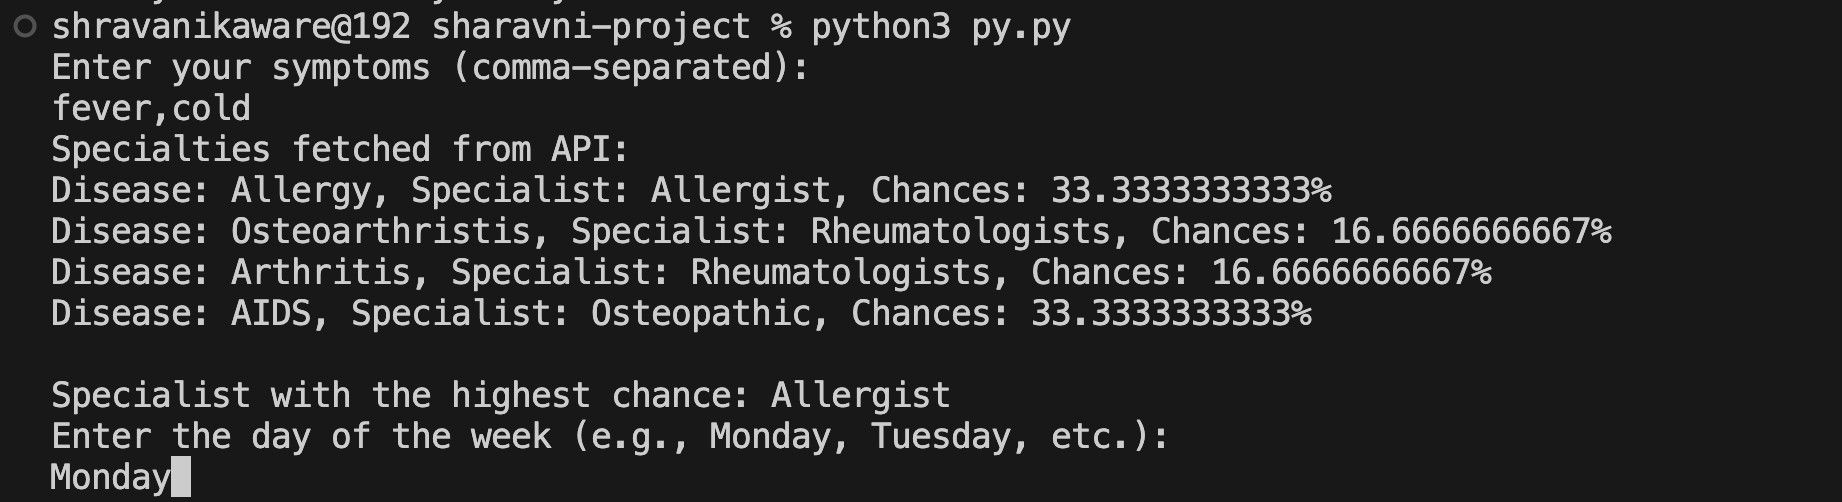 shravanikaware@192 sharavni-project % python3 py.py
Enter your symptoms (comma-separated):
fever,cold
Specialties fetched from API:
Disease: Allergy, Specialist: Allergist, Chances: 33.3333333333%
Disease: Osteoarthristis, Specialist: Rheumatologists, Chances: 16.6666666667%
Disease: Arthritis, Specialist: Rheumatologists, Chances: 16.6666666667%
Disease: AIDS, Specialist: Osteopathic, Chances: 33.3333333333%
Specialist with the highest chance: Allergist
Enter the day of the week (e.g., Monday, Tuesday, etc.):
Monday